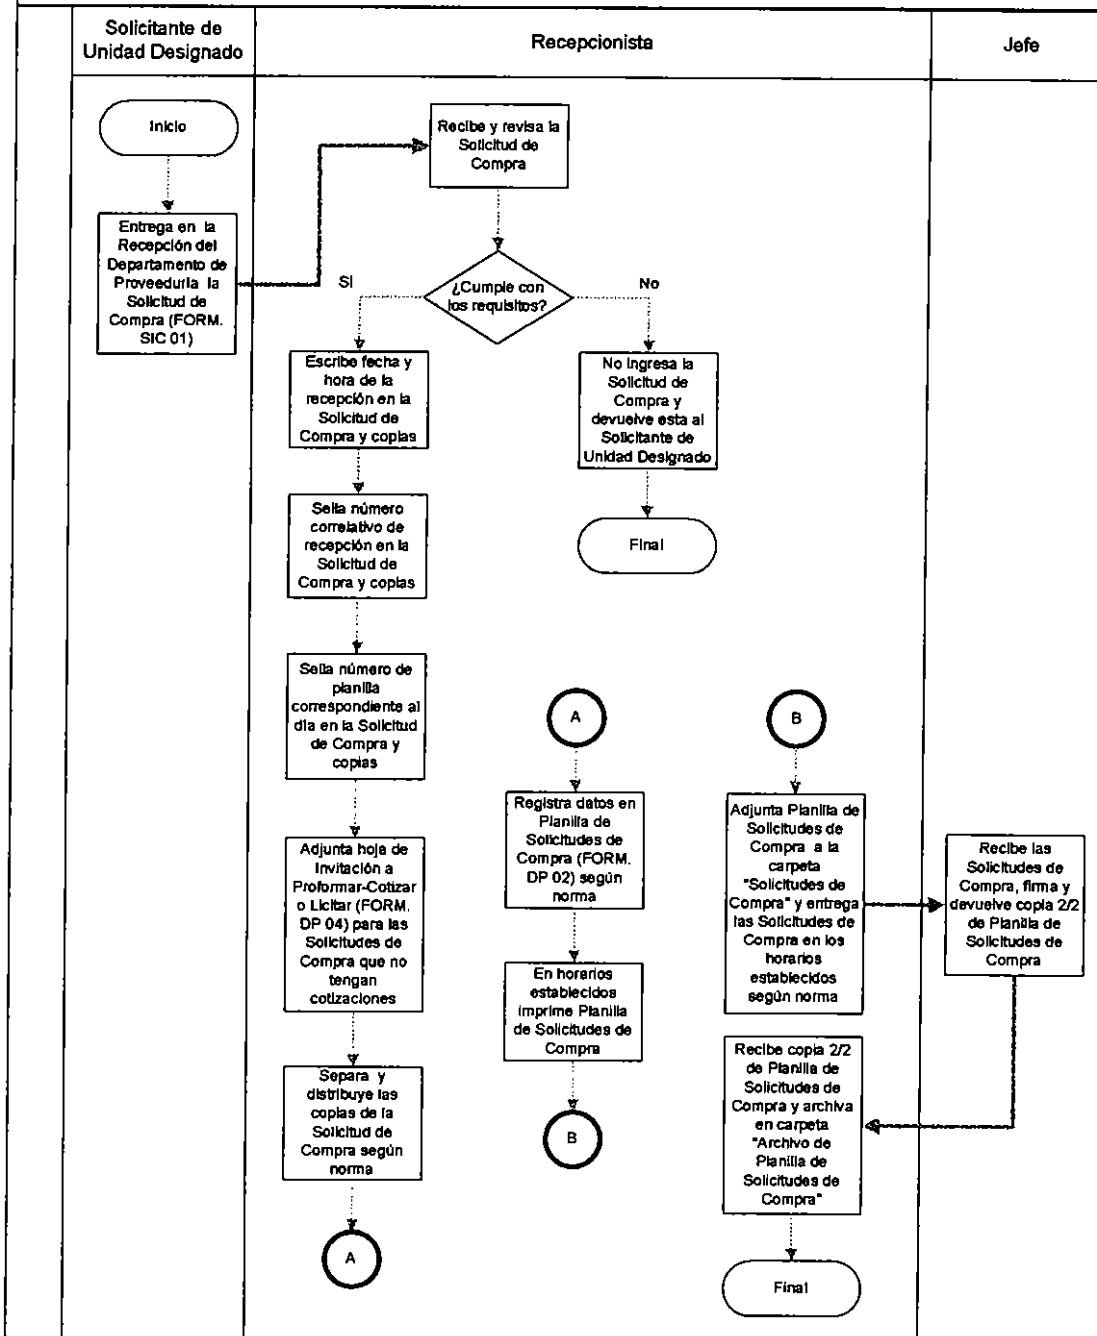 Solicitante de
Unidad Designado
Recepcionista
Jefe
Inicio
Entrega en la
Recepción del
Departamento de
Proveeduría la
Solicitud de
Compra (FORM.
SIC 01)
Recibe y revisa la
Solicitud de
Compra
¿Cumple con
los requisitos?
Si
No
Escribe fecha y
hora de la
recepción en la
Solicitud de
Compra y copias
No ingresa la
Solicitud de
Compra y
devuelve esta al
Solicitante de
Unidad Designado
Final
Sella número
correlativo de
recepción en la
Solicitud de
Compra y copias
Sella número de
planilla
correspondiente al
día en la Solicitud
de Compra y
copias
Adjunta hoja de
Invitación a
Proformar-Cotizar
o Licitar (FORM.
DP 04) para las
Solicitudes de
Compra que no
tengan
cotizaciones
Separa y
distribuye las
copias de la
Solicitud de
Compra según
norma
A
A
Registra datos en
Planilla de
Solicitudes de
Compra (FORM.
DP 02) según
norma
En horarios
establecidos
imprime Planilla
de Solicitudes de
Compra
B
B
Adjunta Planilla de
Solicitudes de
Compra a la
carpeta
"Solicitudes de
Compra" y entrega
las Solicitudes de
Compra en los
horarios
establecidos
según norma
Recibe las
Solicitudes de
Compra, firma y
devuelve copia 2/2
de Planilla de
Solicitudes de
Compra
Recibe copia 2/2
de Planilla de
Solicitudes de
Compra y archiva
en carpeta
"Archivo de
Planilla de
Solicitudes de
Compra"
Final